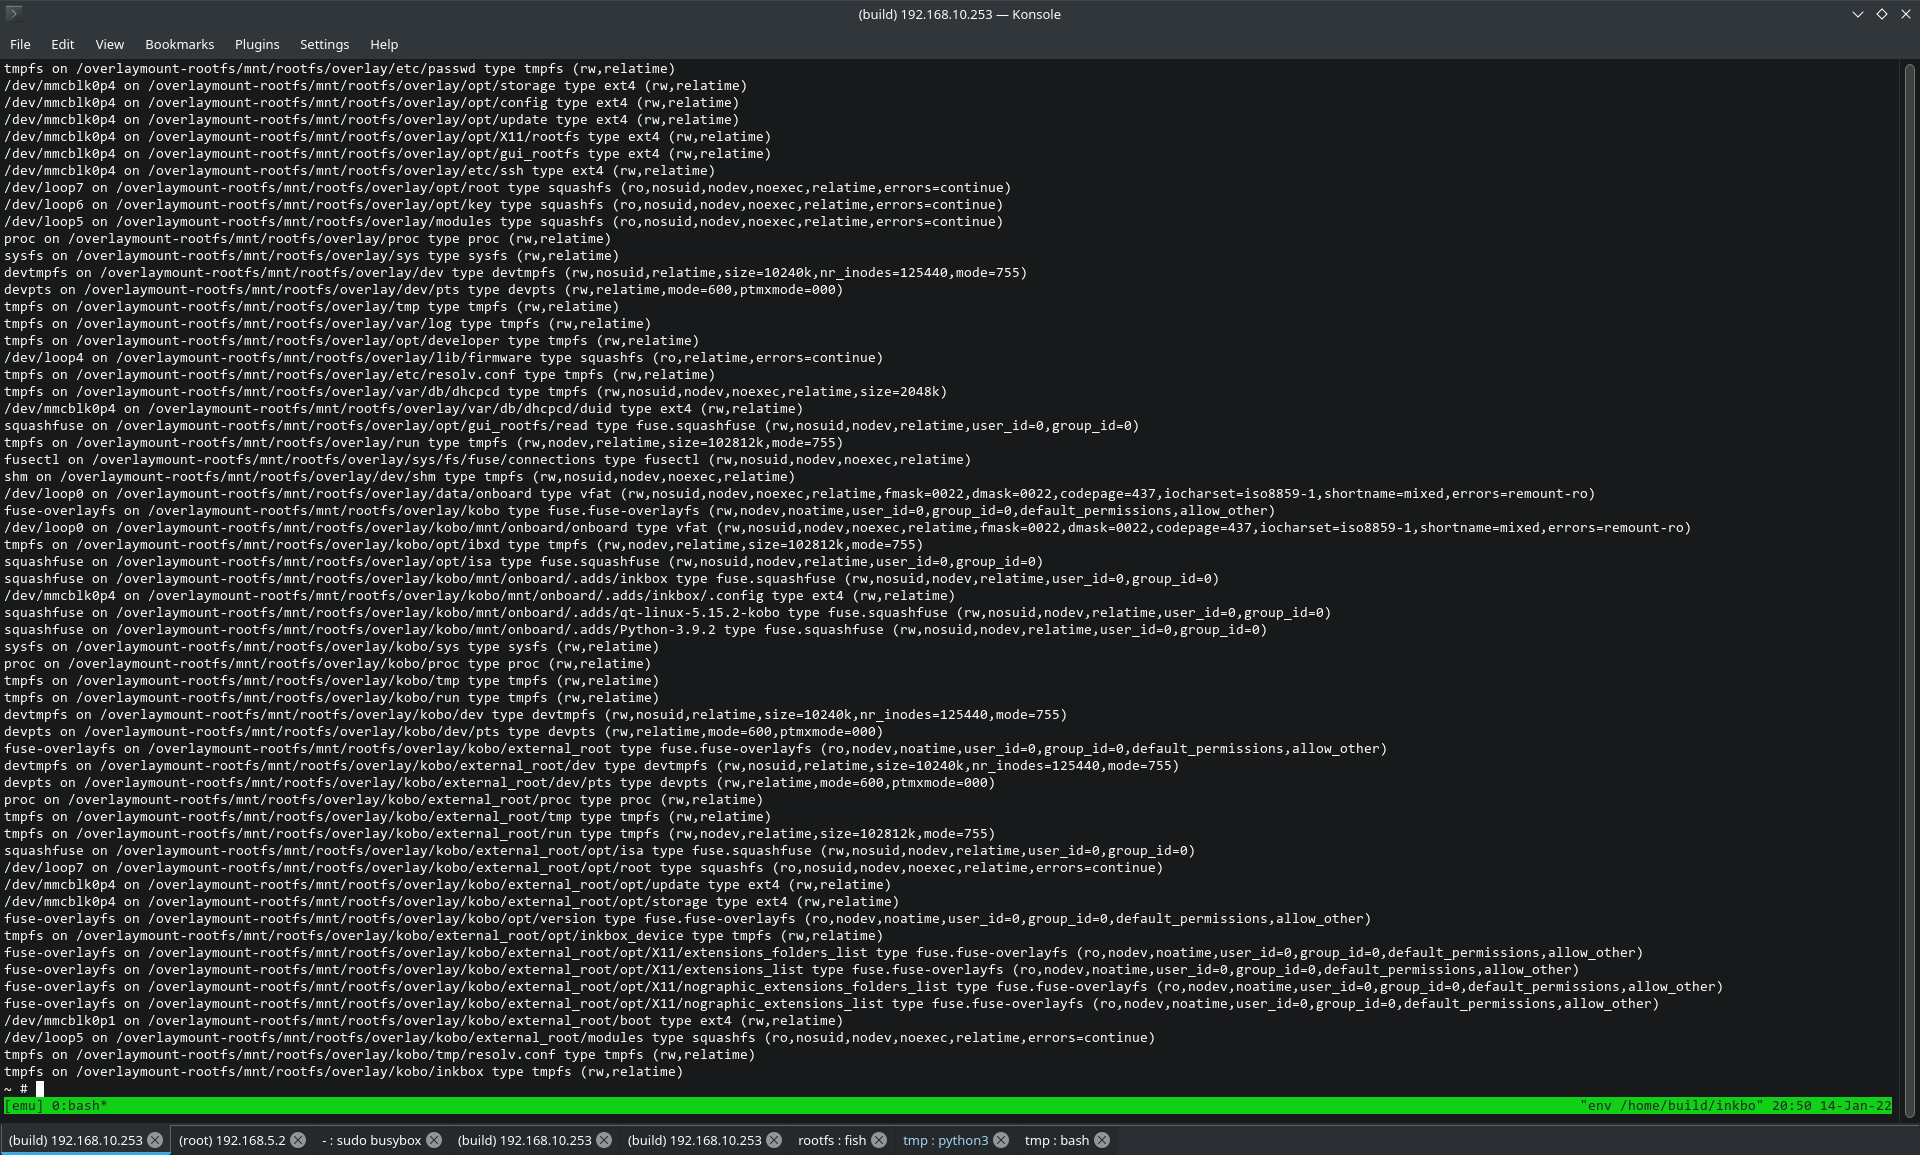 (build) 192.168.10.253 — Konsole
File Edit View Bookmarks Plugins Settings Help
tmpfs on /overlaymount-rootfs/mnt/rootfs/overlay/etc/passwd type tmpfs (rw,relatime)
/dev/mmcblk0p4 on /overlaymount-rootfs/mnt/rootfs/overlay/opt/storage type ext4 (rw,relatime)
/dev/mmcblk0p4 on /overlaymount-rootfs/mnt/rootfs/overlay/opt/config type ext4 (rw,relatime)
/dev/mmcblk0p4 on /overlaymount-rootfs/mnt/rootfs/overlay/opt/update type ext4 (rw,relatime)
/dev/mmcblk0p4 on /overlaymount-rootfs/mnt/rootfs/overlay/opt/X11/rootfs type ext4 (rw,relatime)
/dev/mmcblk0p4 on /overlaymount-rootfs/mnt/rootfs/overlay/opt/gui_rootfs type ext4 (rw,relatime)
/dev/mmcblk0p4 on /overlaymount-rootfs/mnt/rootfs/overlay/etc/ssh type ext4 (rw,relatime)
/dev/loop7 on /overlaymount-rootfs/mnt/rootfs/overlay/opt/root type squashfs (ro,nosuid,nodev,noexec,relatime,errors=continue)
/dev/loop6 on /overlaymount-rootfs/mnt/rootfs/overlay/opt/key type squashfs (ro,nosuid,nodev,noexec,relatime,errors=continue)
/dev/loop5 on /overlaymount-rootfs/mnt/rootfs/overlay/modules type squashfs (ro,nosuid,nodev,noexec,relatime,errors=continue)
proc on /overlaymount-rootfs/mnt/rootfs/overlay/proc type proc (rw,relatime)
sysfs on /overlaymount-rootfs/mnt/rootfs/overlay/sys type sysfs (rw,relatime)
devtmpfs on /overlaymount-rootfs/mnt/rootfs/overlay/dev type devtmpfs (rw,nosuid,relatime,size=10240k,nr_inodes=125440,mode=755)
devpts on /overlaymount-rootfs/mnt/rootfs/overlay/dev/pts type devpts (rw,relatime,mode=600,ptmxmode=000)
tmpfs on /overlaymount-rootfs/mnt/rootfs/overlay/tmp type tmpfs (rw,relatime)
tmpfs on /overlaymount-rootfs/mnt/rootfs/overlay/var/log type tmpfs (rw,relatime)
tmpfs on /overlaymount-rootfs/mnt/rootfs/overlay/opt/developer type tmpfs (rw,relatime)
/dev/loop4 on /overlaymount-rootfs/mnt/rootfs/overlay/lib/firmware type squashfs (ro,relatime,errors=continue)
tmpfs on /overlaymount-rootfs/mnt/rootfs/overlay/etc/resolv.conf type tmpfs (rw,relatime)
tmpfs on /overlaymount-rootfs/mnt/rootfs/overlay/var/db/dhcpcd type tmpfs (rw,nosuid,nodev,noexec,relatime,size=2048k)
/dev/mmcblk0p4 on /overlaymount-rootfs/mnt/rootfs/overlay/var/db/dhcpcd/duid type ext4 (rw,relatime)
squashfuse on /overlaymount-rootfs/mnt/rootfs/overlay/opt/gui_rootfs/read type fuse.squashfuse (rw,nosuid,nodev,relatime,user_id=0,group_id=0)
tmpfs on /overlaymount-rootfs/mnt/rootfs/overlay/run type tmpfs (rw,nodev,relatime,size=102812k,mode=755)
fusectl on /overlaymount-rootfs/mnt/rootfs/overlay/sys/fs/fuse/connections type fusectl (rw,nosuid,nodev,noexec,relatime)
shm on /overlaymount-rootfs/mnt/rootfs/overlay/dev/shm type tmpfs (rw,nosuid,nodev,noexec,relatime)
/dev/loop0 on /overlaymount-rootfs/mnt/rootfs/overlay/data/onboard type vfat (rw,nosuid,nodev,noexec,relatime,fmask=0022,dmask=0022,codepage=437,iocharset=iso8859-1,shortname=mixed,errors=remount-ro)
fuse-overlayfs on /overlaymount-rootfs/mnt/rootfs/overlay/kobo type fuse.fuse-overlayfs (rw,nodev,noatime,user_id=0,group_id=0,default_permissions,allow_other)
/dev/loop0 on /overlaymount-rootfs/mnt/rootfs/overlay/kobo/mnt/onboard/onboard type vfat (rw,nosuid,nodev,noexec,relatime,fmask=0022,dmask=0022,codepage=437,iocharset=iso8859-1,shortname=mixed,errors=remount-ro)
tmpfs on /overlaymount-rootfs/mnt/rootfs/overlay/kobo/opt/ibxd type tmpfs (rw,nodev,relatime,size=102812k,mode=755)
squashfuse on /overlaymount-rootfs/mnt/rootfs/overlay/opt/isa type fuse.squashfuse (rw,nosuid,nodev,relatime,user_id=0,group_id=0)
squashfuse on /overlaymount-rootfs/mnt/rootfs/overlay/kobo/mnt/onboard/.adds/inkbox type fuse.squashfuse (rw,nosuid,nodev,relatime,user_id=0,group_id=0)
/dev/mmcblk0p4 on /overlaymount-rootfs/mnt/rootfs/overlay/kobo/mnt/onboard/.adds/inkbox/.config type ext4 (rw,relatime)
squashfuse on /overlaymount-rootfs/mnt/rootfs/overlay/kobo/mnt/onboard/.adds/qt-linux-5.15.2-kobo type fuse.squashfuse (rw,nosuid,nodev,relatime,user_id=0,group_id=0)
squashfuse on /overlaymount-rootfs/mnt/rootfs/overlay/kobo/mnt/onboard/.adds/Python-3.9.2 type fuse.squashfuse (rw,nosuid,nodev,relatime,user_id=0,group_id=0)
sysfs on /overlaymount-rootfs/mnt/rootfs/overlay/kobo/sys type sysfs (rw,relatime)
proc on /overlaymount-rootfs/mnt/rootfs/overlay/kobo/proc type proc (rw,relatime)
tmpfs on /overlaymount-rootfs/mnt/rootfs/overlay/kobo/tmp type tmpfs (rw,relatime)
tmpfs on /overlaymount-rootfs/mnt/rootfs/overlay/kobo/run type tmpfs (rw,relatime)
devtmpfs on /overlaymount-rootfs/mnt/rootfs/overlay/kobo/dev type devtmpfs (rw,nosuid,relatime,size=10240k,nr_inodes=125440,mode=755)
devpts on /overlaymount-rootfs/mnt/rootfs/overlay/kobo/dev/pts type devpts (rw,relatime,mode=600,ptmxmode=000)
fuse-overlayfs on /overlaymount-rootfs/mnt/rootfs/overlay/kobo/external_root type fuse.fuse-overlayfs (ro,nodev,noatime,user_id=0,group_id=0,default_permissions,allow_other)
devtmpfs on /overlaymount-rootfs/mnt/rootfs/overlay/kobo/external_root/dev type devtmpfs (rw,nosuid,relatime,size=10240k,nr_inodes=125440,mode=755)
devpts on /overlaymount-rootfs/mnt/rootfs/overlay/kobo/external_root/dev/pts type devpts (rw,relatime,mode=600,ptmxmode=000)
proc on /overlaymount-rootfs/mnt/rootfs/overlay/kobo/external_root/proc type proc (rw,relatime)
tmpfs on /overlaymount-rootfs/mnt/rootfs/overlay/kobo/external_root/tmp type tmpfs (rw,relatime)
tmpfs on /overlaymount-rootfs/mnt/rootfs/overlay/kobo/external_root/run type tmpfs (rw,nodev,relatime,size=102812k,mode=755)
squashfuse on /overlaymount-rootfs/mnt/rootfs/overlay/kobo/external_root/opt/isa type fuse.squashfuse (rw,nosuid,nodev,relatime,user_id=0,group_id=0)
/dev/loop7 on /overlaymount-rootfs/mnt/rootfs/overlay/kobo/external_root/opt/root type squashfs (ro,nosuid,nodev,noexec,relatime,errors=continue)
/dev/mmcblk0p4 on /overlaymount-rootfs/mnt/rootfs/overlay/kobo/external_root/opt/update type ext4 (rw,relatime)
/dev/mmcblk0p4 on /overlaymount-rootfs/mnt/rootfs/overlay/kobo/external_root/opt/storage type ext4 (rw,relatime)
fuse-overlayfs on /overlaymount-rootfs/mnt/rootfs/overlay/kobo/opt/version type fuse.fuse-overlayfs (ro,nodev,noatime,user_id=0,group_id=0,default_permissions,allow_other)
tmpfs on /overlaymount-rootfs/mnt/rootfs/overlay/kobo/external_root/opt/inkbox_device type tmpfs (rw,relatime)
fuse-overlayfs on /overlaymount-rootfs/mnt/rootfs/overlay/kobo/external_root/opt/X11/extensions_folders_list type fuse.fuse-overlayfs (ro,nodev,noatime,user_id=0,group_id=0,default_permissions,allow_other)
fuse-overlayfs on /overlaymount-rootfs/mnt/rootfs/overlay/kobo/external_root/opt/X11/extensions_list type fuse.fuse-overlayfs (ro,nodev,noatime,user_id=0,group_id=0,default_permissions,allow_other)
fuse-overlayfs on /overlaymount-rootfs/mnt/rootfs/overlay/kobo/external_root/opt/X11/nographic_extensions_folders_list type fuse.fuse-overlayfs (ro,nodev,noatime,user_id=0,group_id=0,default_permissions,allow_other)
fuse-overlayfs on /overlaymount-rootfs/mnt/rootfs/overlay/kobo/external_root/opt/X11/nographic_extensions_list type fuse.fuse-overlayfs (ro,nodev,noatime,user_id=0,group_id=0,default_permissions,allow_other)
/dev/mmcblk0p1 on /overlaymount-rootfs/mnt/rootfs/overlay/kobo/external_root/boot type ext4 (rw,relatime)
/dev/loop5 on /overlaymount-rootfs/mnt/rootfs/overlay/kobo/external_root/modules type squashfs (ro,nosuid,nodev,noexec,relatime,errors=continue)
tmpfs on /overlaymount-rootfs/mnt/rootfs/overlay/kobo/tmp/resolv.conf type tmpfs (rw,relatime)
tmpfs on /overlaymount-rootfs/mnt/rootfs/overlay/kobo/inkbox type tmpfs (rw,relatime)
~ #
[emu] 0:bash* "env /home/build/inkbo" 20:50 14-Jan-22
(build) 192.168.10.253 (root) 192.168.5.2 - : sudo busybox (build) 192.168.10.253 (build) 192.168.10.253 rootfs : fish tmp : python3 tmp : bash